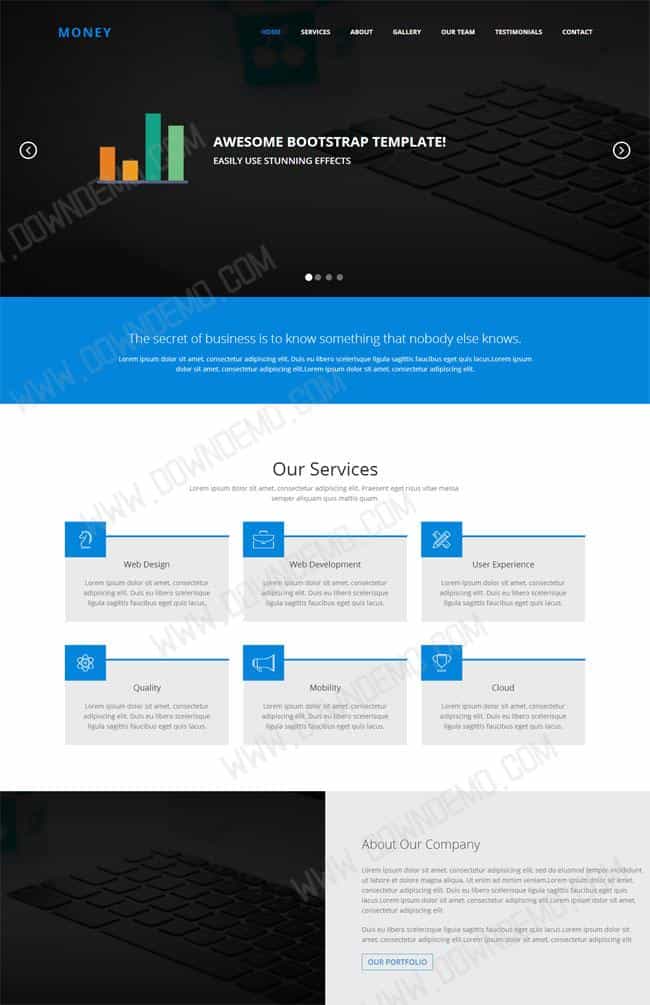 MONEY
HOME SERVICES ABOUT GALLERY OUR TEAM TESTIMONIALS CONTACT
AWESOME BOOTSTRAP TEMPLATE!
EASILY USE STUNNING EFFECTS
The secret of business is to know something that nobody else knows.
Lorem ipsum dolor sit amet, consectetur adipiscing elit. Duis eu libero scelerisque ligula sagittis faucibus eget quis lacus.Lorem ipsum
dolor sit amet, consectetur adipiscing elit.Lorem ipsum dolor sit amet, consectetur adipiscing elit.
Our Services
Lorem ipsum dolor sit amet, consectetur adipiscing elit. Praesent eget risus vitae massa
semper aliquam quis mattis quam.
Web Design
Lorem ipsum dolor sit amet, consectetur
adipiscing elit. Duis eu libero scelerisque
ligula sagittis faucibus eget quis lacus.
Web Development
Lorem ipsum dolor sit amet, consectetur
adipiscing elit. Duis eu libero scelerisque
ligula sagittis faucibus eget quis lacus.
User Experience
Lorem ipsum dolor sit amet, consectetur
adipiscing elit. Duis eu libero scelerisque
ligula sagittis faucibus eget quis lacus.
Quality
Lorem ipsum dolor sit amet, consectetur
adipiscing elit. Duis eu libero scelerisque
ligula sagittis faucibus eget quis lacus.
Mobility
Lorem ipsum dolor sit amet, consectetur
adipiscing elit. Duis eu libero scelerisque
ligula sagittis faucibus eget quis lacus.
Cloud
Lorem ipsum dolor sit amet, consectetur
adipiscing elit. Duis eu libero scelerisque
ligula sagittis faucibus eget quis lacus.
About Our Company
Lorem ipsum dolor sit amet, consectetur adipiscing elit, sed do eiusmod tempor incididunt
ut labore et dolore magna aliqua. Ut enim ad minim veniam.Lorem ipsum dolor sit amet,
consectetur adipiscing elit. Duis eu libero scelerisque ligula sagittis faucibus eget quis
lacus.Lorem ipsum dolor sit amet, consectetur adipiscing elit.Lorem ipsum dolor sit amet,
consectetur adipiscing elit.
Duis eu libero scelerisque ligula sagittis faucibus eget quis lacus.Lorem ipsum dolor sit
amet, consectetur adipiscing elit.Lorem ipsum dolor sit amet, consectetur adipiscing elit.
OUR PORTFOLIO
WWW.DOWNDEMO.COM
WWW.DOWNDEMO.COM
WWW.DOWNDEMO.COM
WWW.DOWNDEMO.COM
WWW.DOWNDEMO.COM
WWW.DOWNDEMO.COM